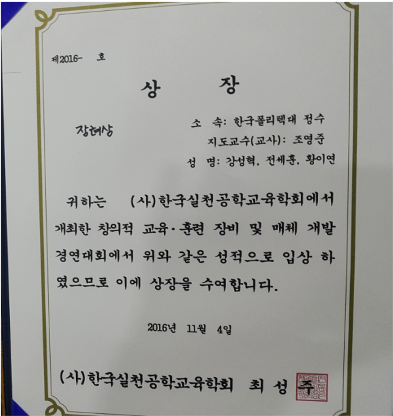 제2016- 호
상 장
장려상
소 속: 한국폴리텍대 정수
지도교수(교사): 조영준
성 명: 강섬혁, 전세훈, 황이연
귀하는 (사)한국실천공학교육학회에서
개최한 창의적 교육·훈련 장비 및 매체 개발
경연대회에서 위와 같은 성적으로 입상 하
였으므로 이에 상장을 수여합니다.
2016년 11월 4일
(사)한국실천공학교육학회 최 성 주